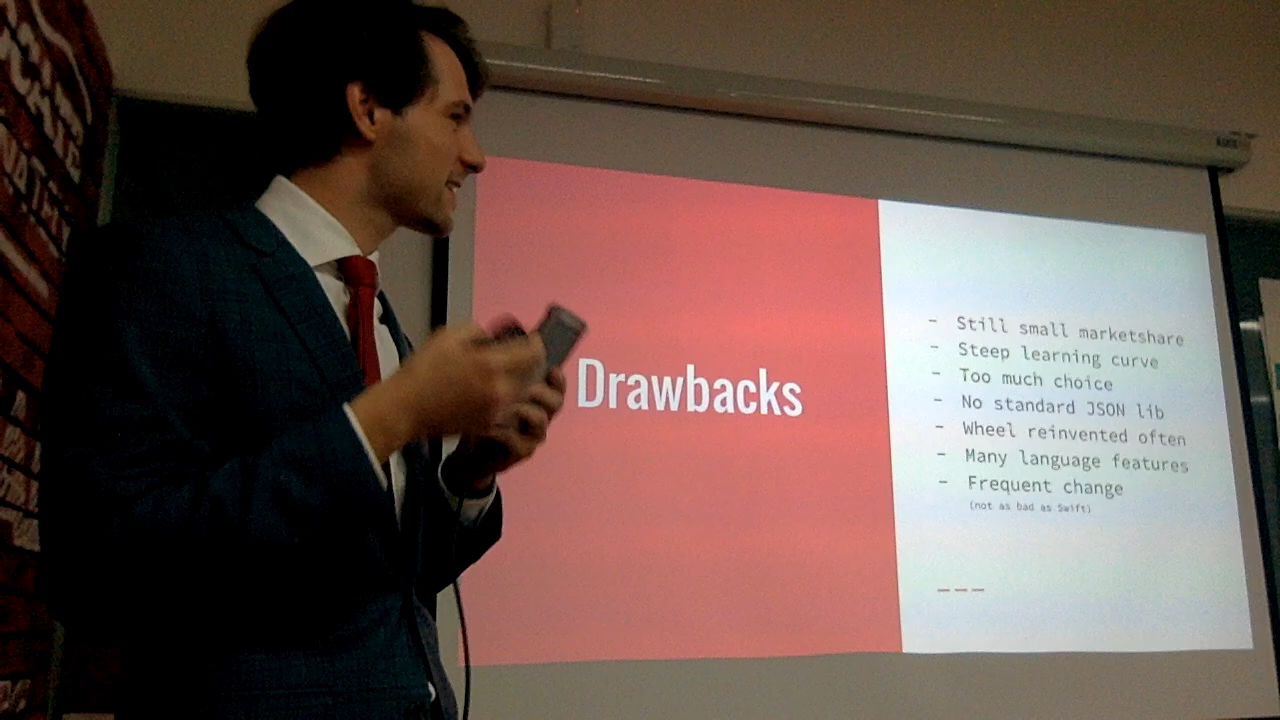 Drawbacks
- Still small marketshare
- Steep learning curve
- Too much choice
- No standard JSON lib
- Wheel reinvented often
- Many language features
- Frequent change
(not as bad as Swift)